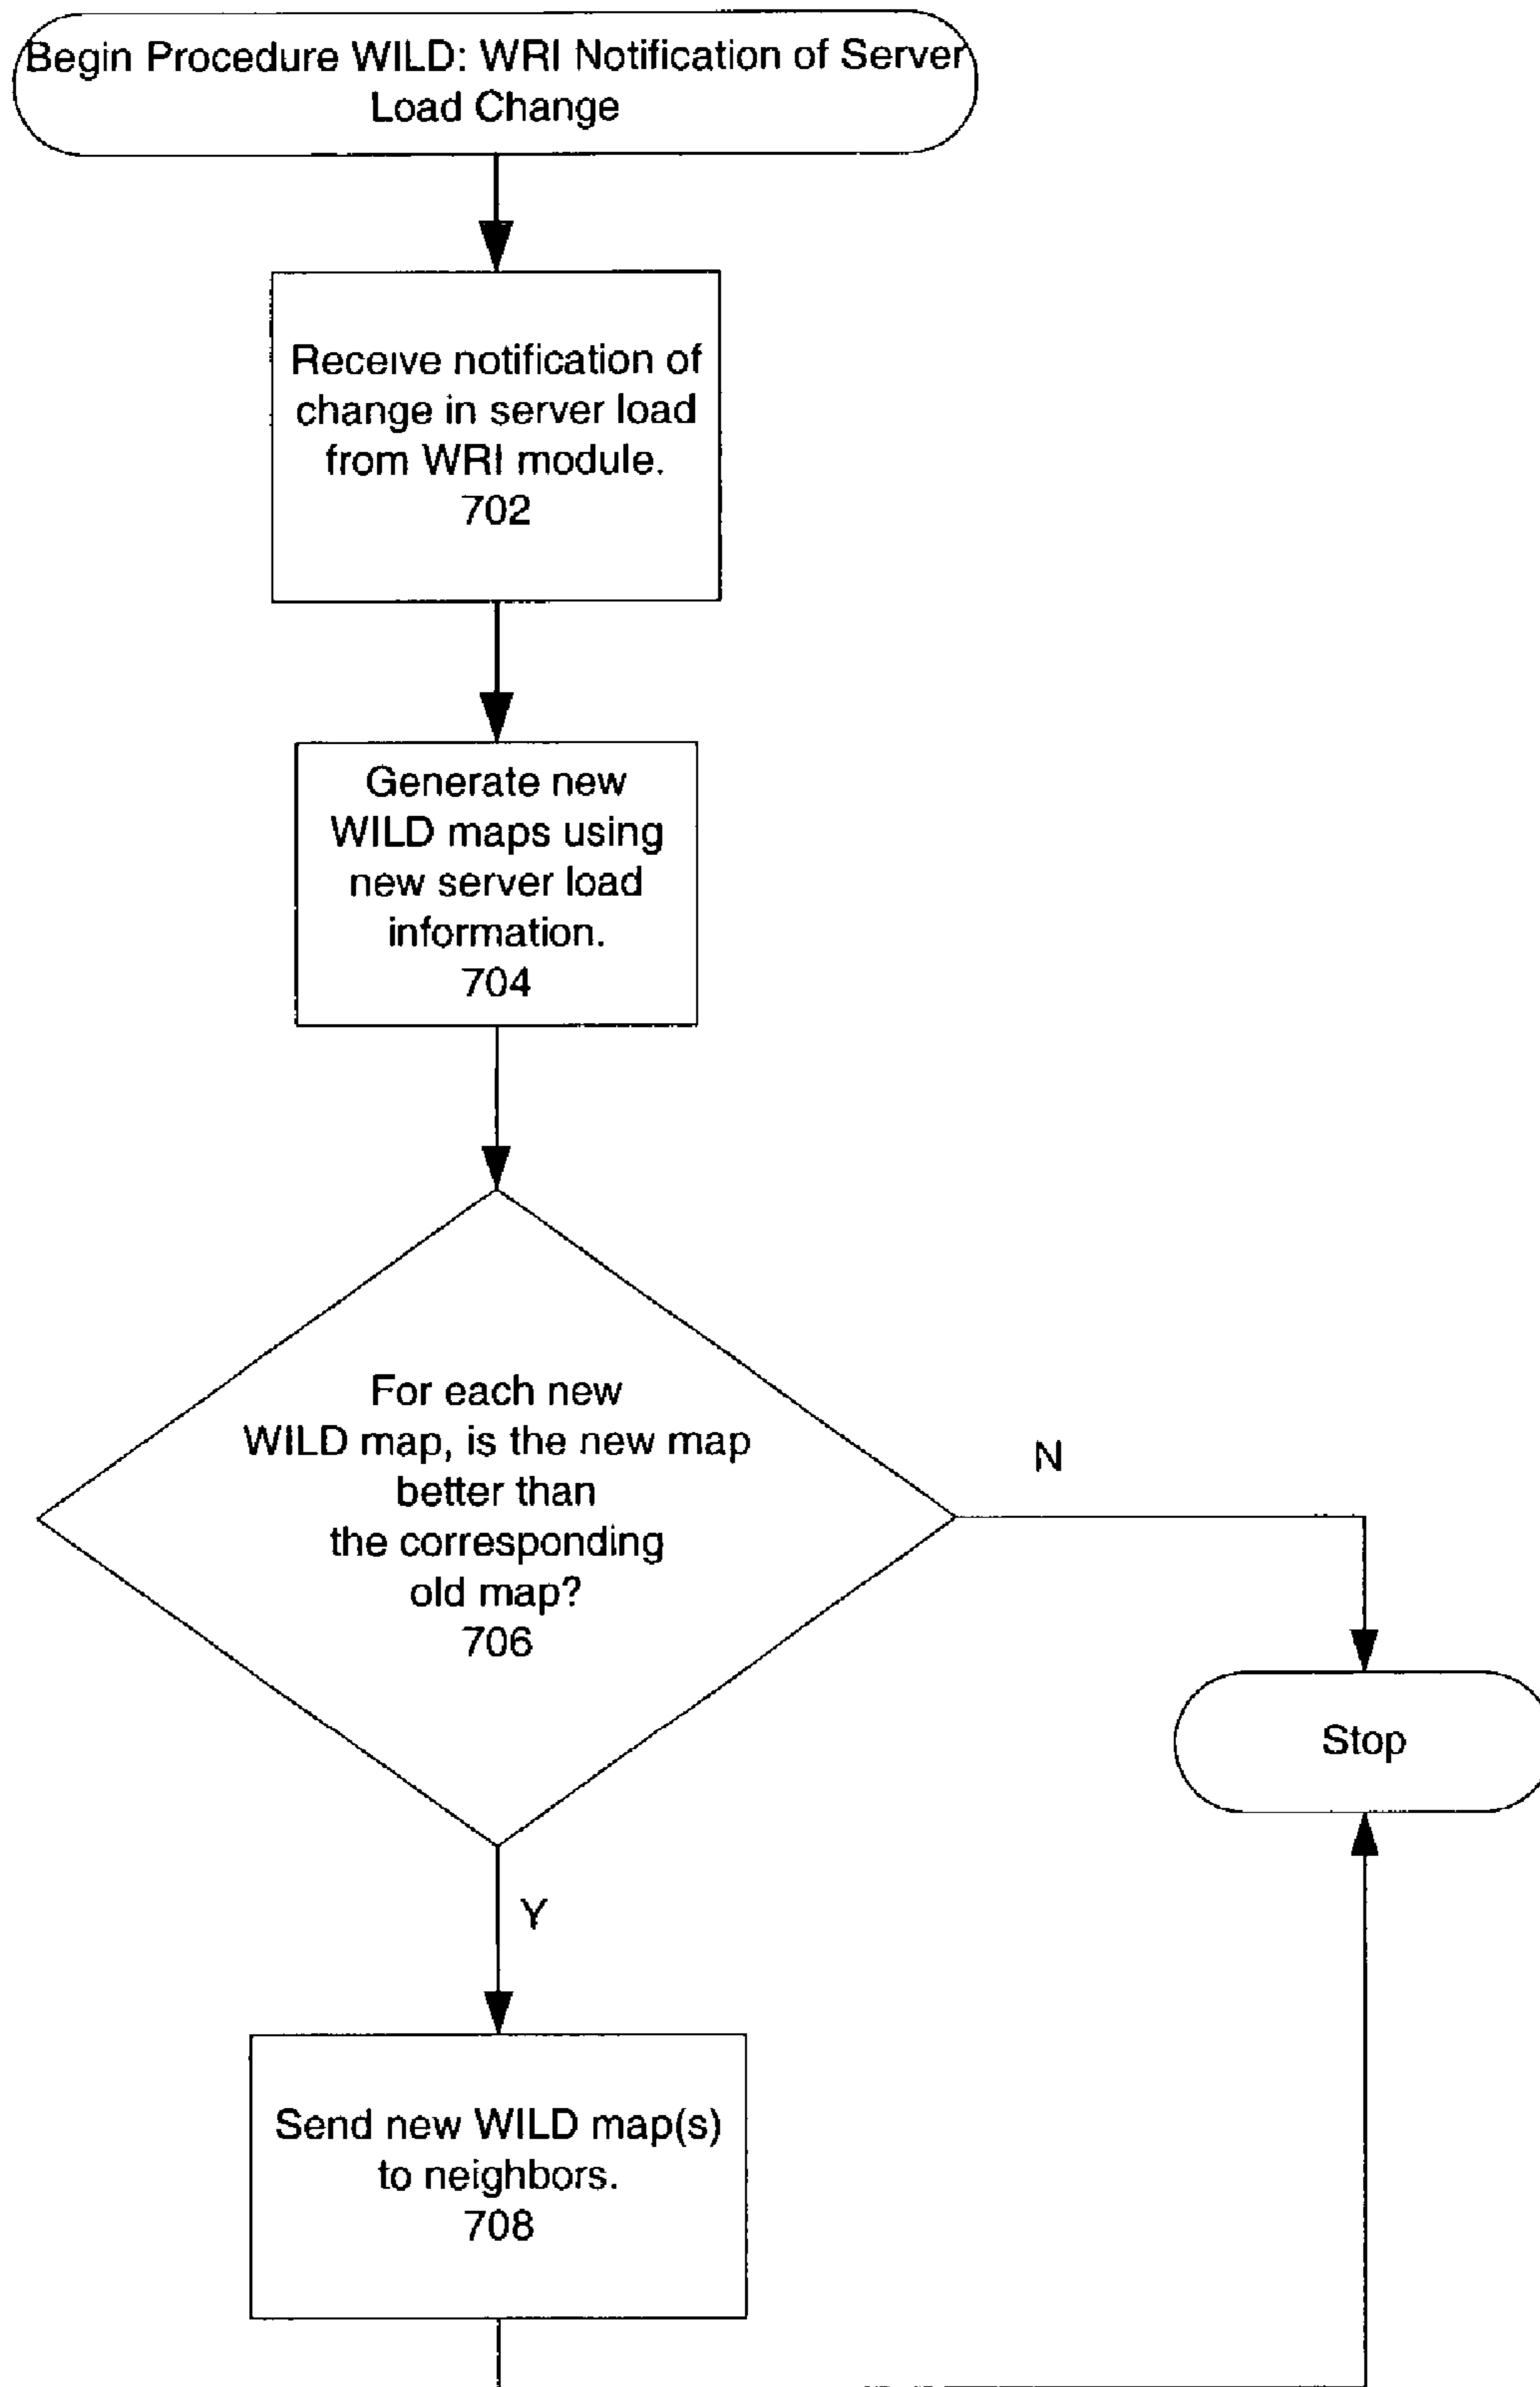 Begin Procedure WILD: WRI Notification of Server
Load Change
Receive notification of
change in server load
from WRI module.
702
Generate new
WILD maps using
new server load
information.
704
For each new
WILD map, is the new map
better than
the corresponding
old map?
706
N
Stop
Y
Send new WILD map(s)
to neighbors.
708